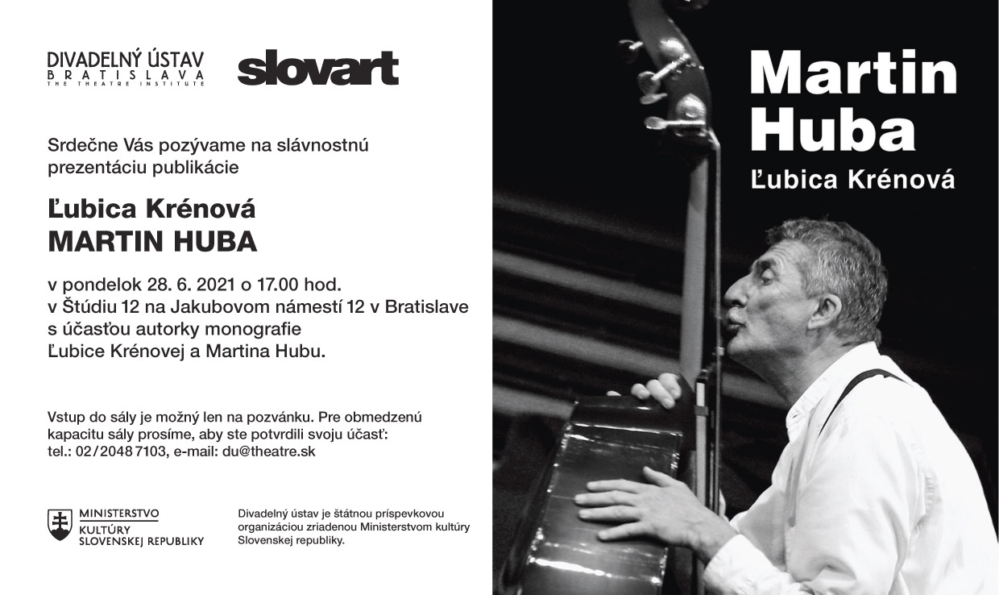 DIVADELNÝ ÚSTAV
BRATISLAVA
THE THEATRE INSTITUTE
slovart
Srdečne Vás pozývame na slávnostnú
prezentáciu publikácie
Ľubica Krénová
MARTIN HUBA
v pondelok 28. 6. 2021 o 17.00 hod.
v Štúdiu 12 na Jakubovom námestí 12 v Bratislave
s účasťou autorky monografie
Ľubice Krénovej a Martina Hubu.
Vstup do sály je možný len na pozvánku. Pre obmedzenú
kapacitu sály prosíme, aby ste potvrdili svoju účasť:
tel.: 02/2048 7103, e-mail: du@theatre.sk
MINISTERSTVO
KULTÚRY
SLOVENSKEJ REPUBLIKY
Divadelný ústav je štátnou príspevkovou
organizáciou zriadenou Ministerstvom kultúry
Slovenskej republiky.
Martin
Huba
Ľubica Krénová